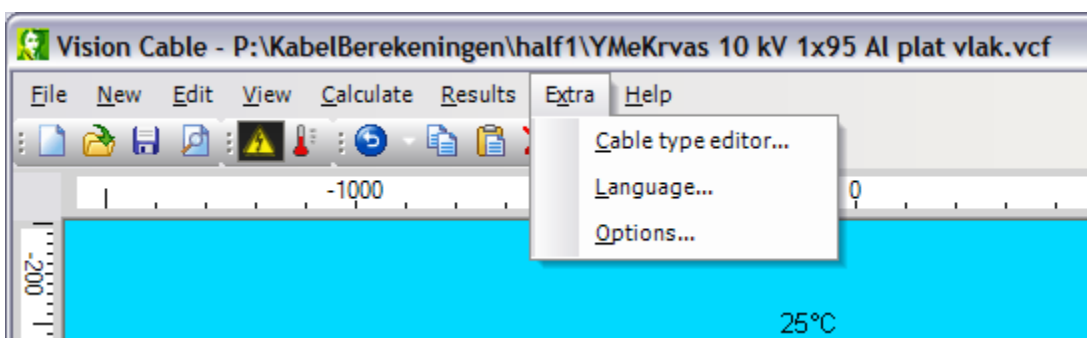 Vision Cable - P:\KabelBerekeningen\half1\YMeKrvas 10 kV 1x95 Al plat vlak.vcf
File New Edit View Calculate Results Extra Help
Cable type editor...
Language...
Options...
-1000 0
-200
25°C